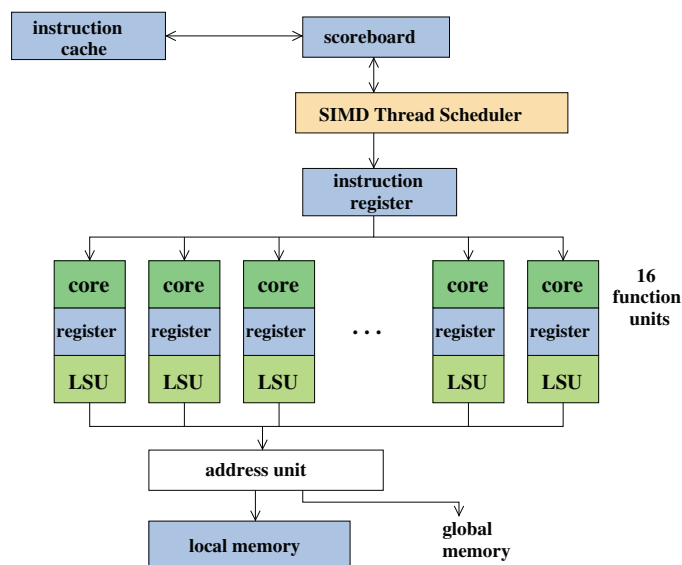 instruction
cache
scoreboard
SIMD Thread Scheduler
instruction
register
core
core
core
core
core
16
function
units
register
register
register
. . .
register
register
LSU
LSU
LSU
LSU
LSU
address unit
local memory
global
memory